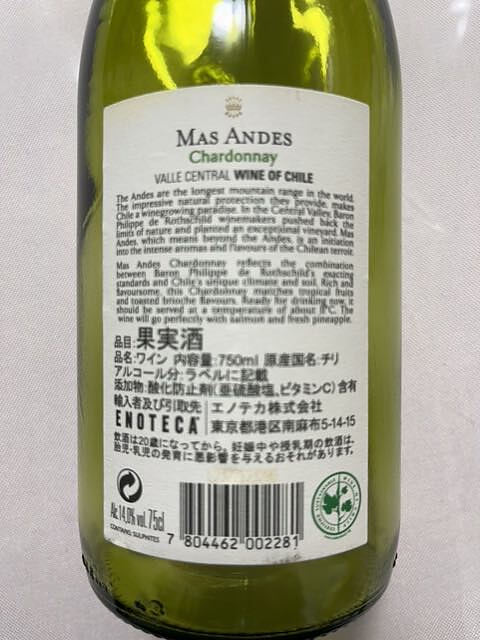 MAS ANDES
Chardonnay
VALLE CENTRAL WINE OF CHILE
The Andes are the longest mountain range in the world.
The impressive natural protection they provide, makes
Chile a winegrowing paradise. In the Central Valley, Baron
Philippe de Rothschild winemakers pushed back the
limits of nature and planted an exceptional vineyard. Mas
Andes, which means beyond the Andes, is an initiation
into the intense aromas and flavours of the Chilean terroir.
Mas Andes Chardonnay reflects the combination
between Baron Philippe de Rothschild's exacting
standards and Chile's unique climate and soil. Rich and
flavoursome, this Chardonnay matches tropical fruits
and toasted brioche flavours. Ready for drinking now, it
should be served at a temperature of about 11°C. The
wine will go perfectly with salmon and fresh pineapple.
品目:果実酒
品名:ワイン 内容量:750ml 原産国名:チリ
アルコール分:ラベルに記載
添加物:酸化防止剤(亜硫酸塩、ビタミンC)含有
輸入者及び引取先 エノテカ株式会社
ENOTECA 東京都港区南麻布5-14-15
飲酒は20歳になってから。妊娠中や授乳期の飲酒は、
胎児・乳児の発育に悪影響を与えるおそれがあります。
Alc. 14,0% vol. 75cl
CONTAINS: SULPHITES
7 804462 002281